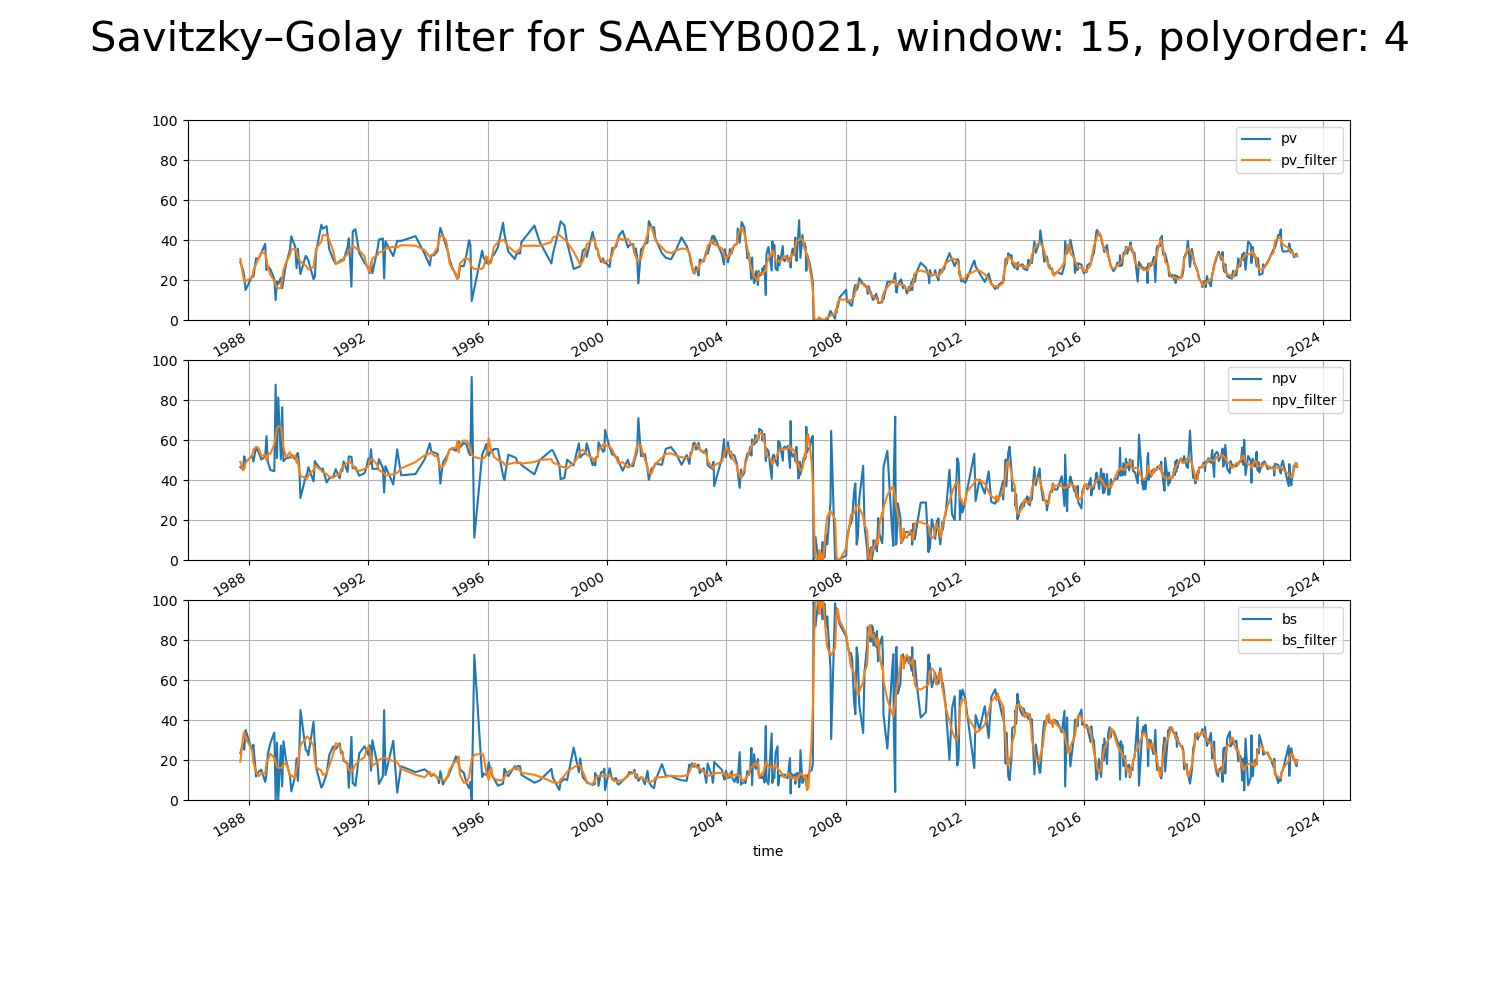 Savitzky–Golay filter for SAAEYB0021, window: 15, polyorder: 4
100
80
60
40
20
0
pv
pv_filter
1988 1992 1996 2000 2004 2008 2012 2016 2020 2024
100
80
60
40
20
0
npv
npv_filter
1988 1992 1996 2000 2004 2008 2012 2016 2020 2024
100
80
60
40
20
0
bs
bs_filter
1988 1992 1996 2000 2004 2008 2012 2016 2020 2024
time